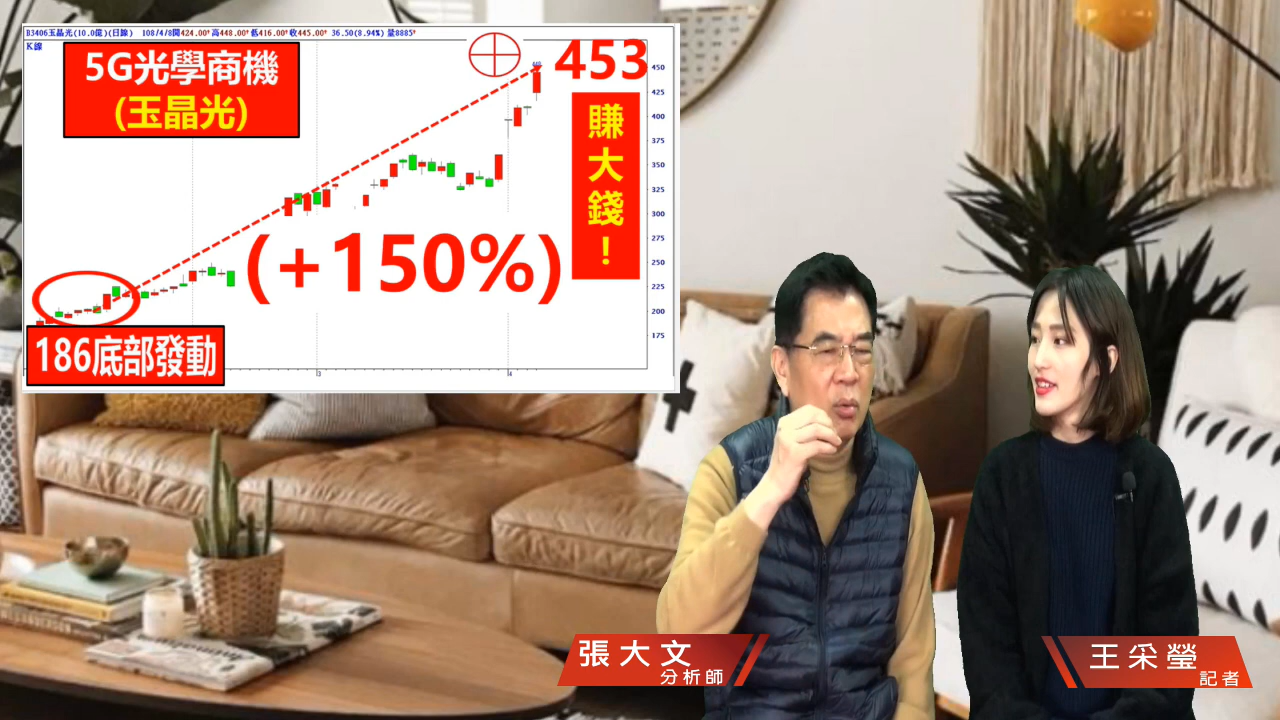 B3406玉晶光(10.0億)(日線) 108/4/8開424.00↑高448.00↑低416.00↑收445.00↑ 36.50(8.94%) 量8885↑
K線
5G光學商機
(玉晶光)
453
賺大錢!
(+150%)
186底部發動
450
425
400
375
350
325
300
275
250
225
200
175
3
4
張大文
分析師
王采瑩
記者